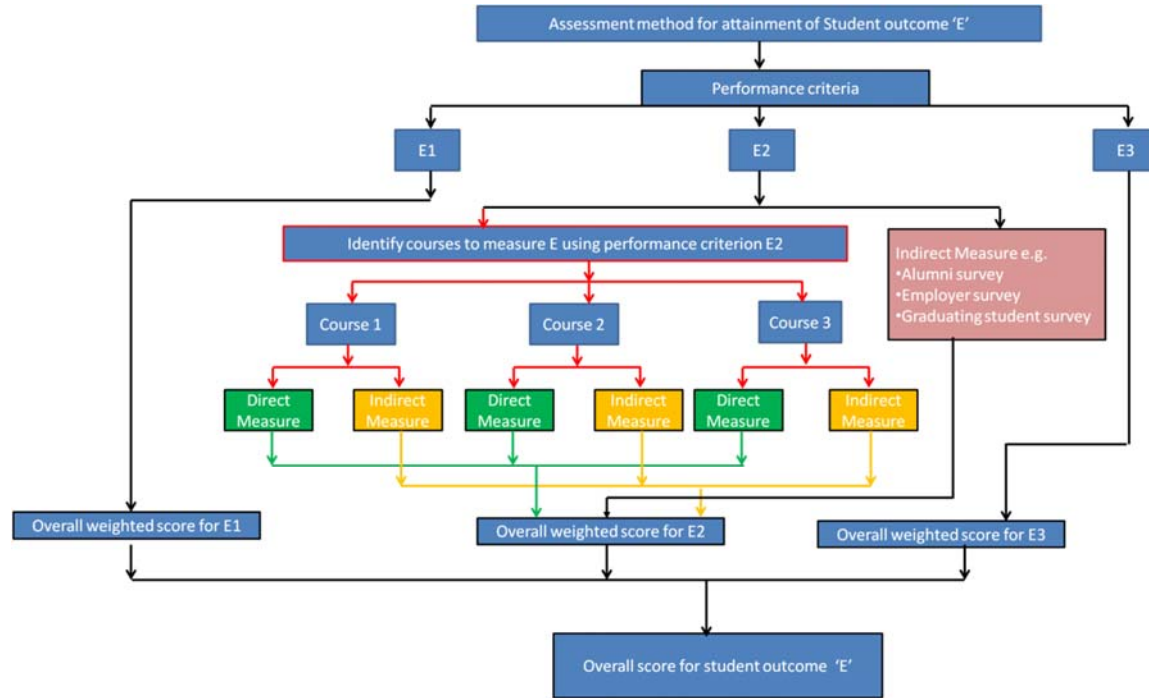 Assessment method for attainment of Student outcome ‘E’
Performance criteria
E1
E2
E3
Identify courses to measure E using performance criterion E2
Indirect Measure e.g.
•Alumni survey
•Employer survey
•Graduating student survey
Course 1
Course 2
Course 3
Direct
Measure
Indirect
Measure
Direct
Measure
Indirect
Measure
Direct
Measure
Indirect
Measure
Overall weighted score for E1
Overall weighted score for E2
Overall weighted score for E3
Overall score for student outcome ‘E’